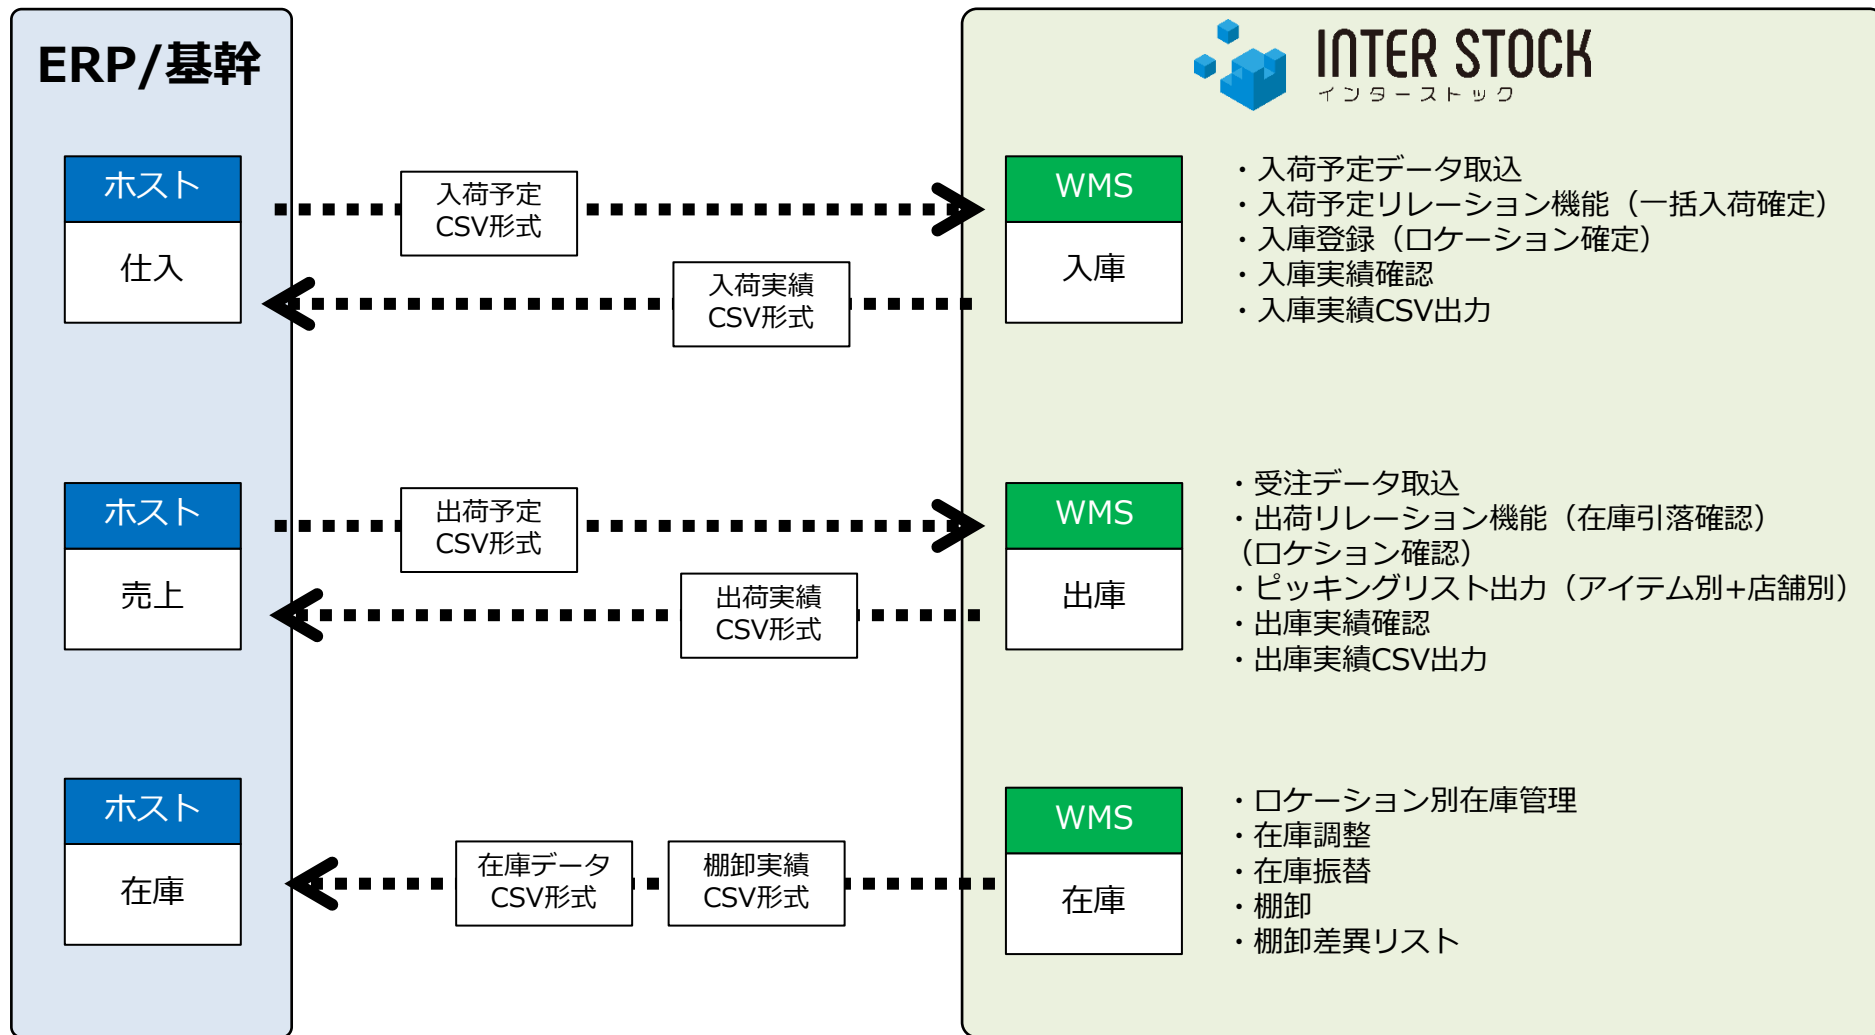 ERP/基幹
INTER STOCK
インターストック
ホスト
仕入
入荷予定
CSV形式
入荷実績
CSV形式
WMS
入庫
・入荷予定データ取込
・入荷予定リレーション機能（一括入荷確定）
・入庫登録（ロケーション確定）
・入庫実績確認
・入庫実績CSV出力
ホスト
売上
出荷予定
CSV形式
出荷実績
CSV形式
WMS
出庫
・受注データ取込
・出荷リレーション機能（在庫引落確認）
（ロケション確認）
・ピッキングリスト出力（アイテム別+店舗別）
・出庫実績確認
・出庫実績CSV出力
ホスト
在庫
在庫データ
CSV形式
棚卸実績
CSV形式
WMS
在庫
・ロケーション別在庫管理
・在庫調整
・在庫振替
・棚卸
・棚卸差異リスト